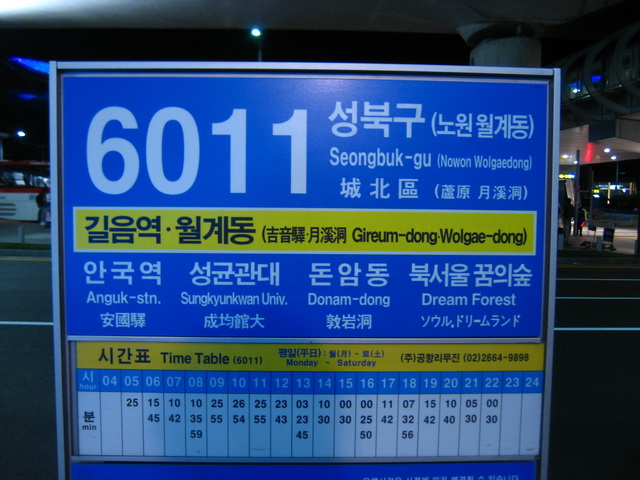 6011
성북구 (노원 월계동)
Seongbuk-gu (Nowon Wolgaedong)
城北區 (蘆原 月溪洞)
길음역·월계동 (吉音驛·月溪洞 Gireum-dong·Wolgae-dong)
안국역 성균관대 돈암동 북서울 꿈의숲
Anguk-stn. Sungkyunkwan Univ. Donam-dong Dream Forest
安國驛 成均館大 敦岩洞 ソウル.ドリームランド
시간표 Time Table (6011) 평일(平日) : 월(月) ~ 토(土) (주)공항리무진 (02)2664-9898
Monday ~ Saturday
시 hour 04 05 06 07 08 09 10 11 12 13 14 15 16 17 18 19 20 21 22 23 24
분 min 25 15 10 10 25 26 25 23 03 10 00 00 11 07 15 10 05 00
45 42 35 55 54 55 23 30 30 42 40 30 30
59 45 50 56